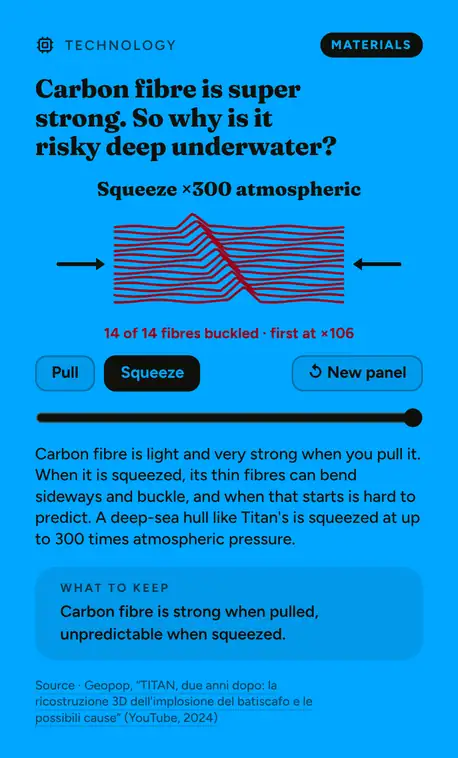 TECHNOLOGY
MATERIALS
Carbon fibre is super
strong. So why is it
risky deep underwater?
Squeeze ×300 atmospheric
14 of 14 fibres buckled · first at ×106
Pull
Squeeze
New panel
Carbon fibre is light and very strong when you pull it.
When it is squeezed, its thin fibres can bend
sideways and buckle, and when that starts is hard to
predict. A deep-sea hull like Titan's is squeezed at up
to 300 times atmospheric pressure.
WHAT TO KEEP
Carbon fibre is strong when pulled,
unpredictable when squeezed.
Source · Geopop, "TITAN, due anni dopo: la
ricostruzione 3D dell'implosione del batiscafo e le
possibili cause" (YouTube, 2024)